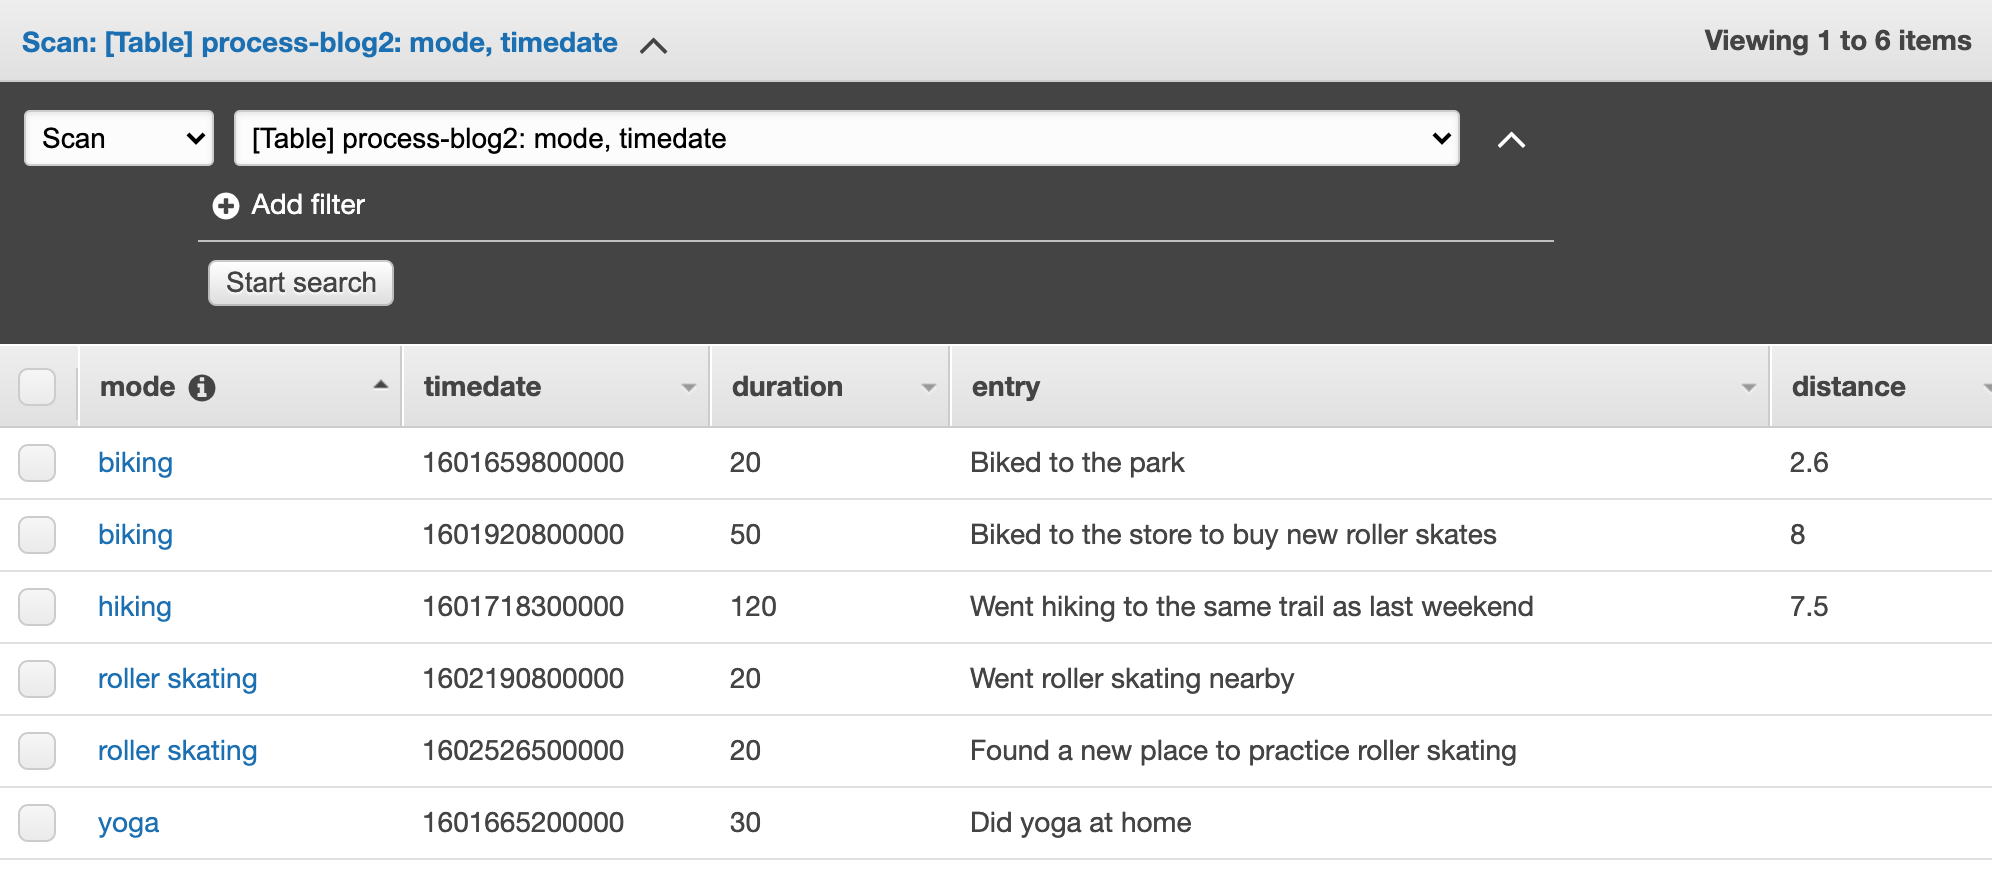 Scan: [Table] process-blog2: mode, timedate
Viewing 1 to 6 items
Scan
[Table] process-blog2: mode, timedate
Add filter
Start search
mode timedate duration entry distance
biking 1601659800000 20 Biked to the park 2.6
biking 1601920800000 50 Biked to the store to buy new roller skates 8
hiking 1601718300000 120 Went hiking to the same trail as last weekend 7.5
roller skating 1602190800000 20 Went roller skating nearby
roller skating 1602526500000 20 Found a new place to practice roller skating
yoga 1601665200000 30 Did yoga at home